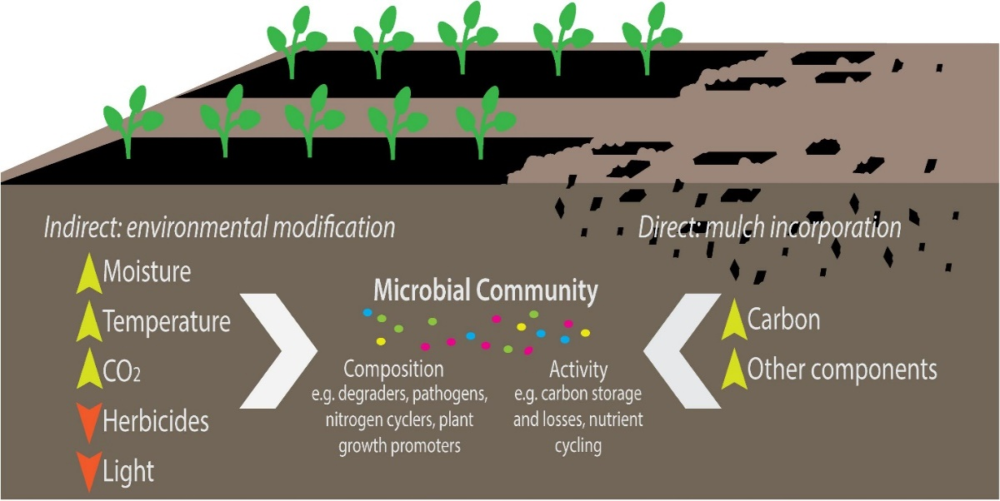 Indirect: environmental modification
Moisture
Temperature
CO₂
Herbicides
Light
Microbial Community
Composition
e.g. degraders, pathogens,
nitrogen cyclers, plant
growth promoters
Activity
e.g. carbon storage
and losses, nutrient
cycling
Direct: mulch incorporation
Carbon
Other components